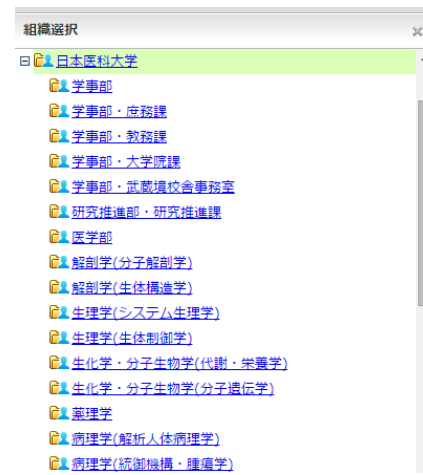 組織選択
日本医科大学
学事部
学事部・庶務課
学事部・教務課
学事部・大学院課
学事部・武蔵境校舎事務室
研究推進部・研究推進課
医学部
解剖学(分子解剖学)
解剖学(生体構造学)
生理学(システム生理学)
生理学(生体制御学)
生化学・分子生物学(代謝・栄養学)
生化学・分子生物学(分子遺伝学)
薬理学
病理学(解析人体病理学)
病理学(統御機構・腫瘍学)